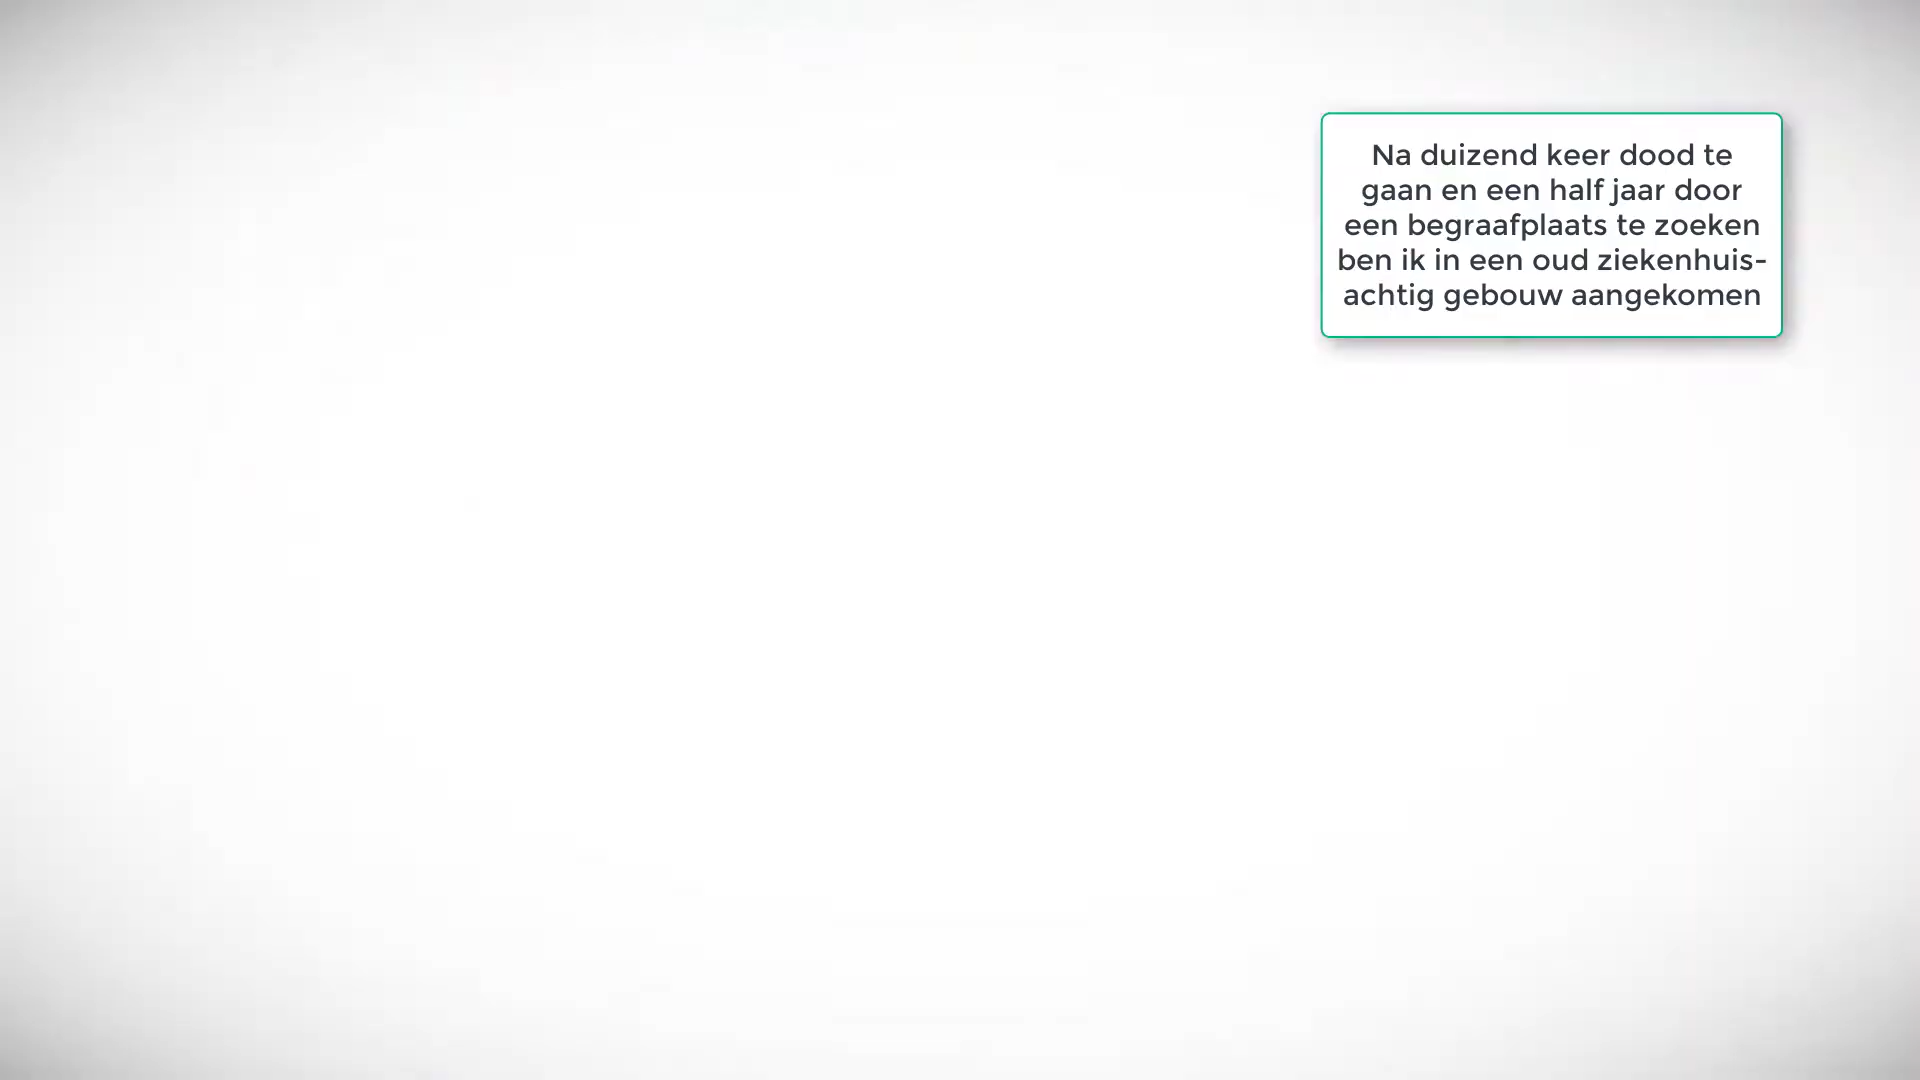 Na duizend keer dood te
gaan en een half jaar door
een begraafplaats te zoeken
ben ik in een oud ziekenhuis-
achtig gebouw aangekomen